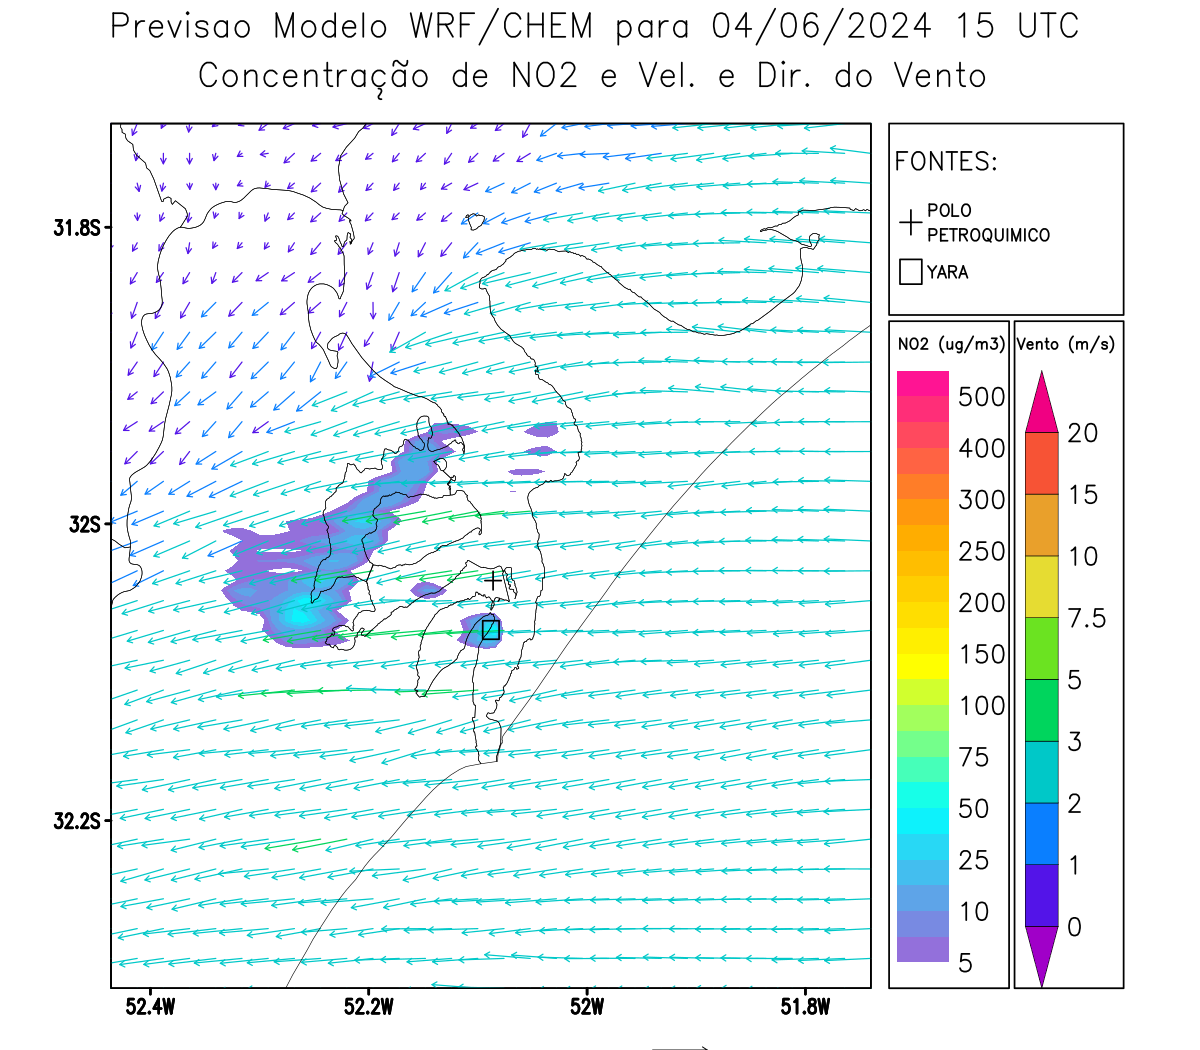 Previsao Modelo WRF/CHEM para 04/06/2024 15 UTC
Concentração de NO2 e Vel. e Dir. do Vento
FONTES:
POLO
PETROQUIMICO
YARA
NO2 (ug/m3)
500
400
300
250
200
150
100
75
50
25
10
5
Vento (m/s)
20
15
10
7.5
5
3
2
1
0
31.8S
32S
32.2S
52.4W
52.2W
52W
51.8W